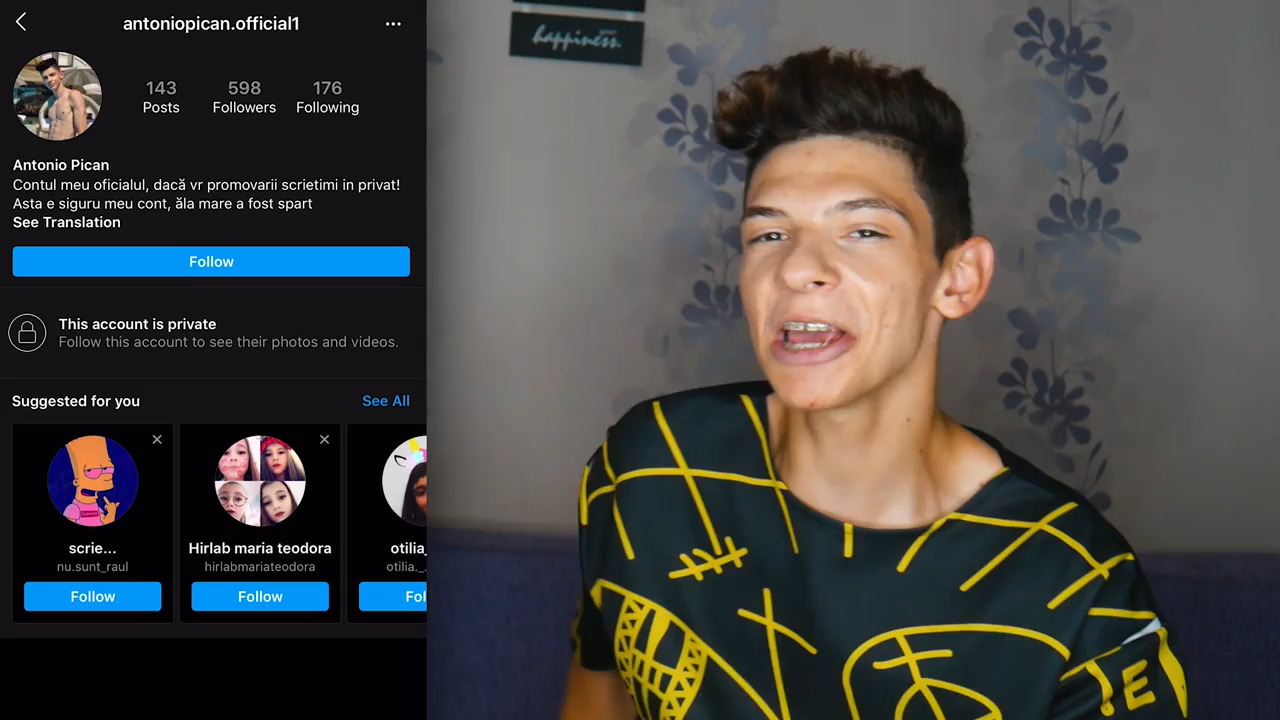 antoniopican.official1
143
598
176
Posts
Followers
Following
Antonio Pican
Contul meu oficialul, dacă vr promovarii scrietimi in privat!
Asta e siguru meu cont, ăla mare a fost spart
See Translation
Follow
This account is private
Follow this account to see their photos and videos.
Suggested for you
See All
scrie...
Hirlab maria teodora
otilia_
nu.sunt_raul
hirlabmariateodora
otilia._.
Follow
Follow
Fol
happiness
E